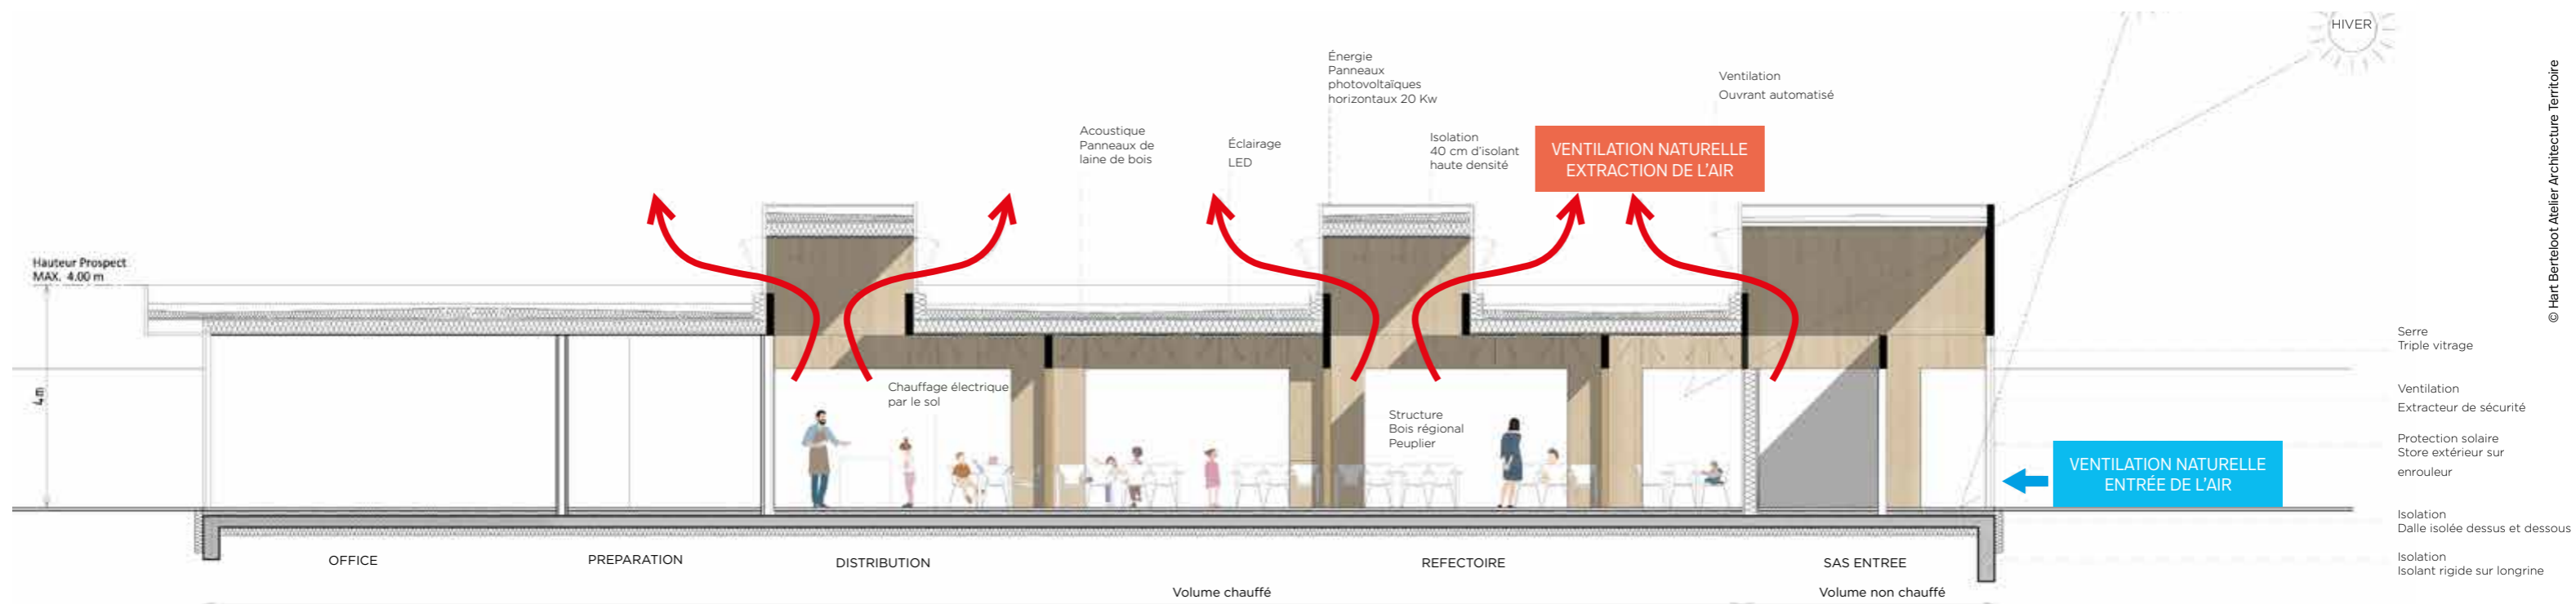 HIVER
© Hart Berteloot Atelier Architecture Territoire
Énergie
Panneaux
photovoltaïques
horizontaux 20 Kw
Ventilation
Ouvrant automatisé
Acoustique
Panneaux de
laine de bois
Éclairage
LED
Isolation
40 cm d'isolant
haute densité
VENTILATION NATURELLE
EXTRACTION DE L'AIR
Hauteur Prospect
MAX. 4.00 m
4m
Chauffage électrique
par le sol
Structure
Bois régional
Peuplier
Serre
Triple vitrage
Ventilation
Extracteur de sécurité
Protection solaire
Store extérieur sur
enrouleur
VENTILATION NATURELLE
ENTRÉE DE L'AIR
Isolation
Dalle isolée dessus et dessous
Isolation
Isolant rigide sur longrine
OFFICE
PREPARATION
DISTRIBUTION
REFECTOIRE
SAS ENTREE
Volume chauffé
Volume non chauffé